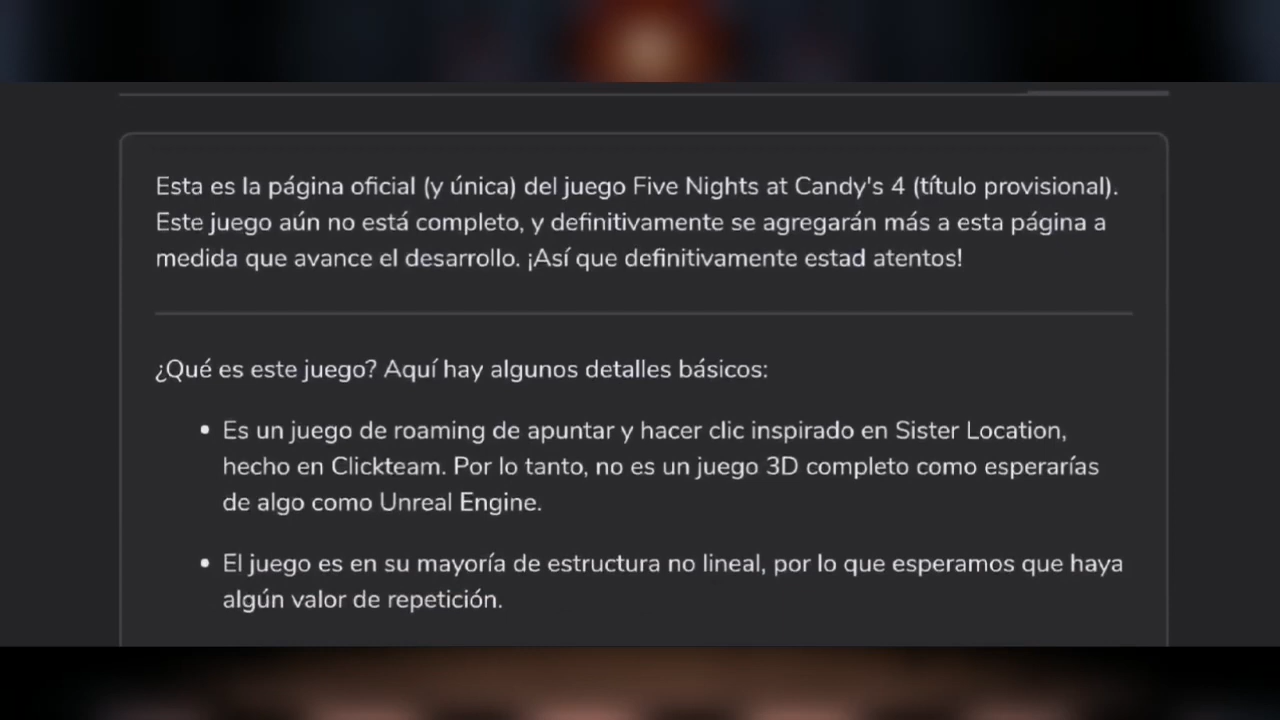 Esta es la página oficial (y única) del juego Five Nights at Candy's 4 (título provisional).
Este juego aún no está completo, y definitivamente se agregarán más a esta página a
medida que avance el desarrollo. ¡Así que definitivamente estad atentos!
¿Qué es este juego? Aquí hay algunos detalles básicos:
• Es un juego de roaming de apuntar y hacer clic inspirado en Sister Location,
hecho en Clickteam. Por lo tanto, no es un juego 3D completo como esperarías
de algo como Unreal Engine.
• El juego es en su mayoría de estructura no lineal, por lo que esperamos que haya
algún valor de repetición.